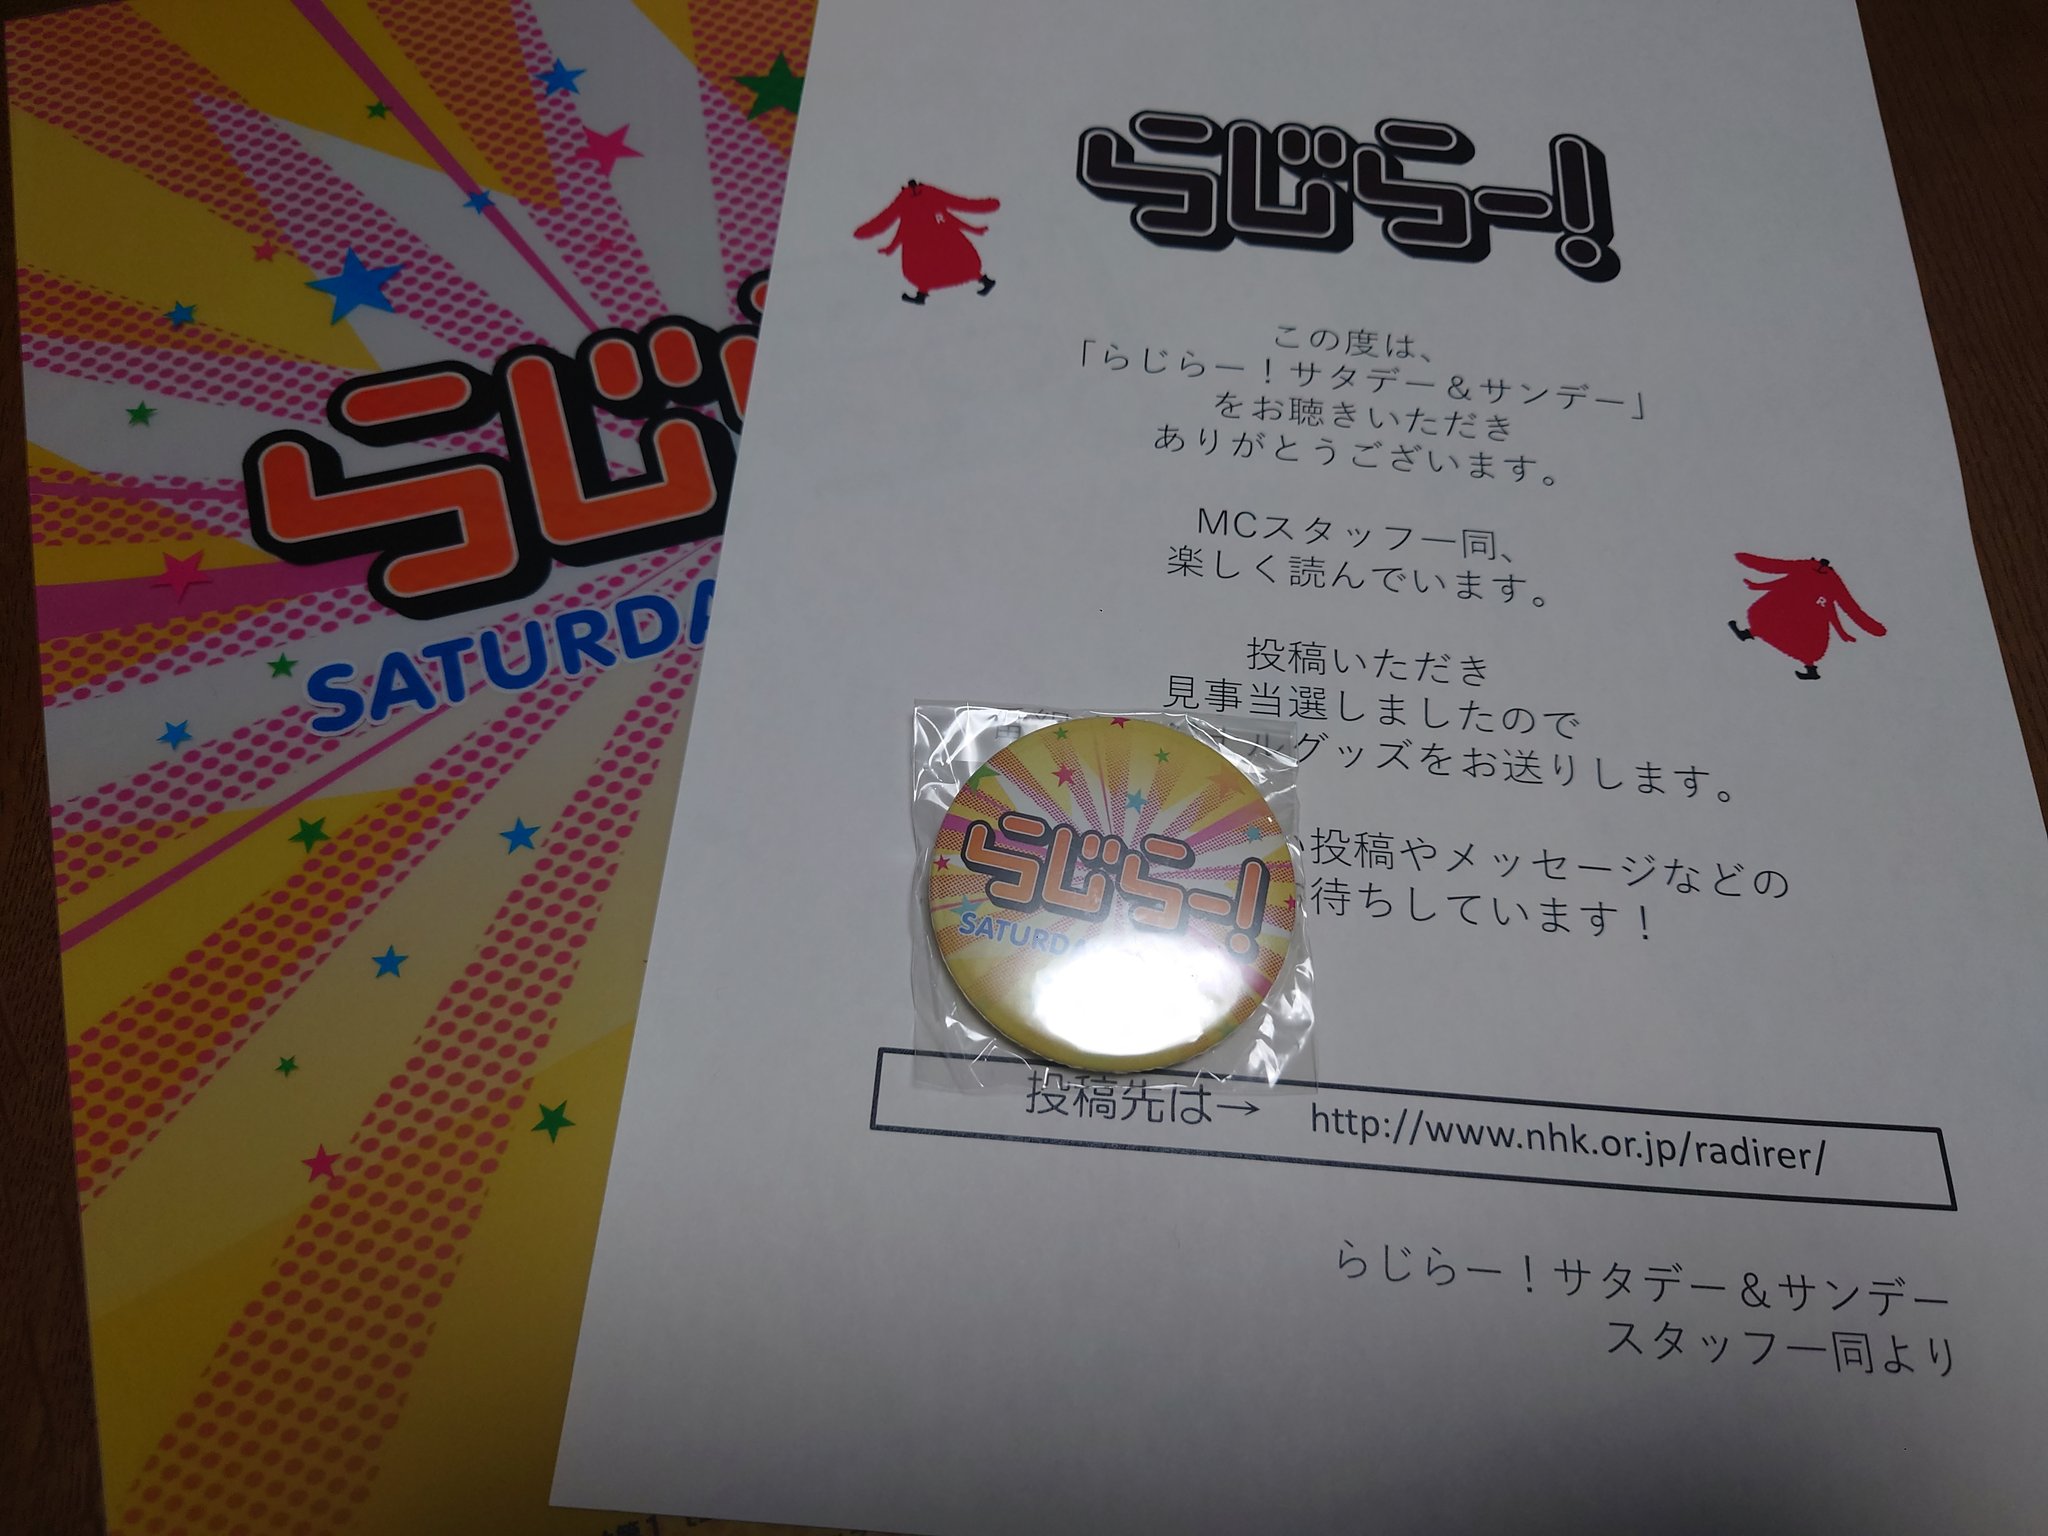 らじらー!
SATURDA
らじらー!
この度は、
「らじらー!サタデー&サンデー」
をお聴きいただき
ありがとうございます。
MCスタッフ一同、
楽しく読んでいます。
投稿いただき
見事当選しましたので
グッズをお送りします。
投稿やメッセージなどの
待ちしています!
らじらー!
SATURDA
投稿先は→ http://www.nhk.or.jp/radirer/
らじらー!サタデー&サンデー
スタッフ一同より
R
R